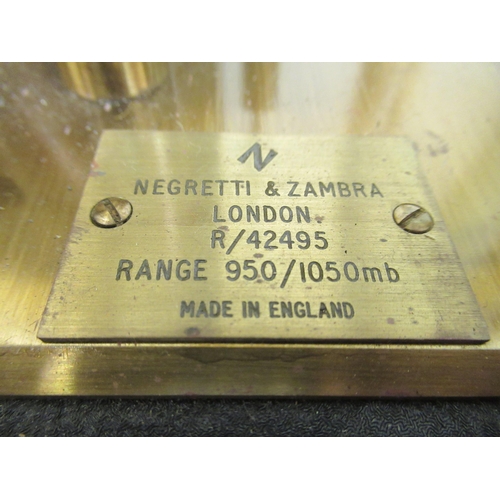 N
NEGRETTI & ZAMBRA
LONDON.
R/42495
RANGE 950/1050mb
MADE IN ENGLAND